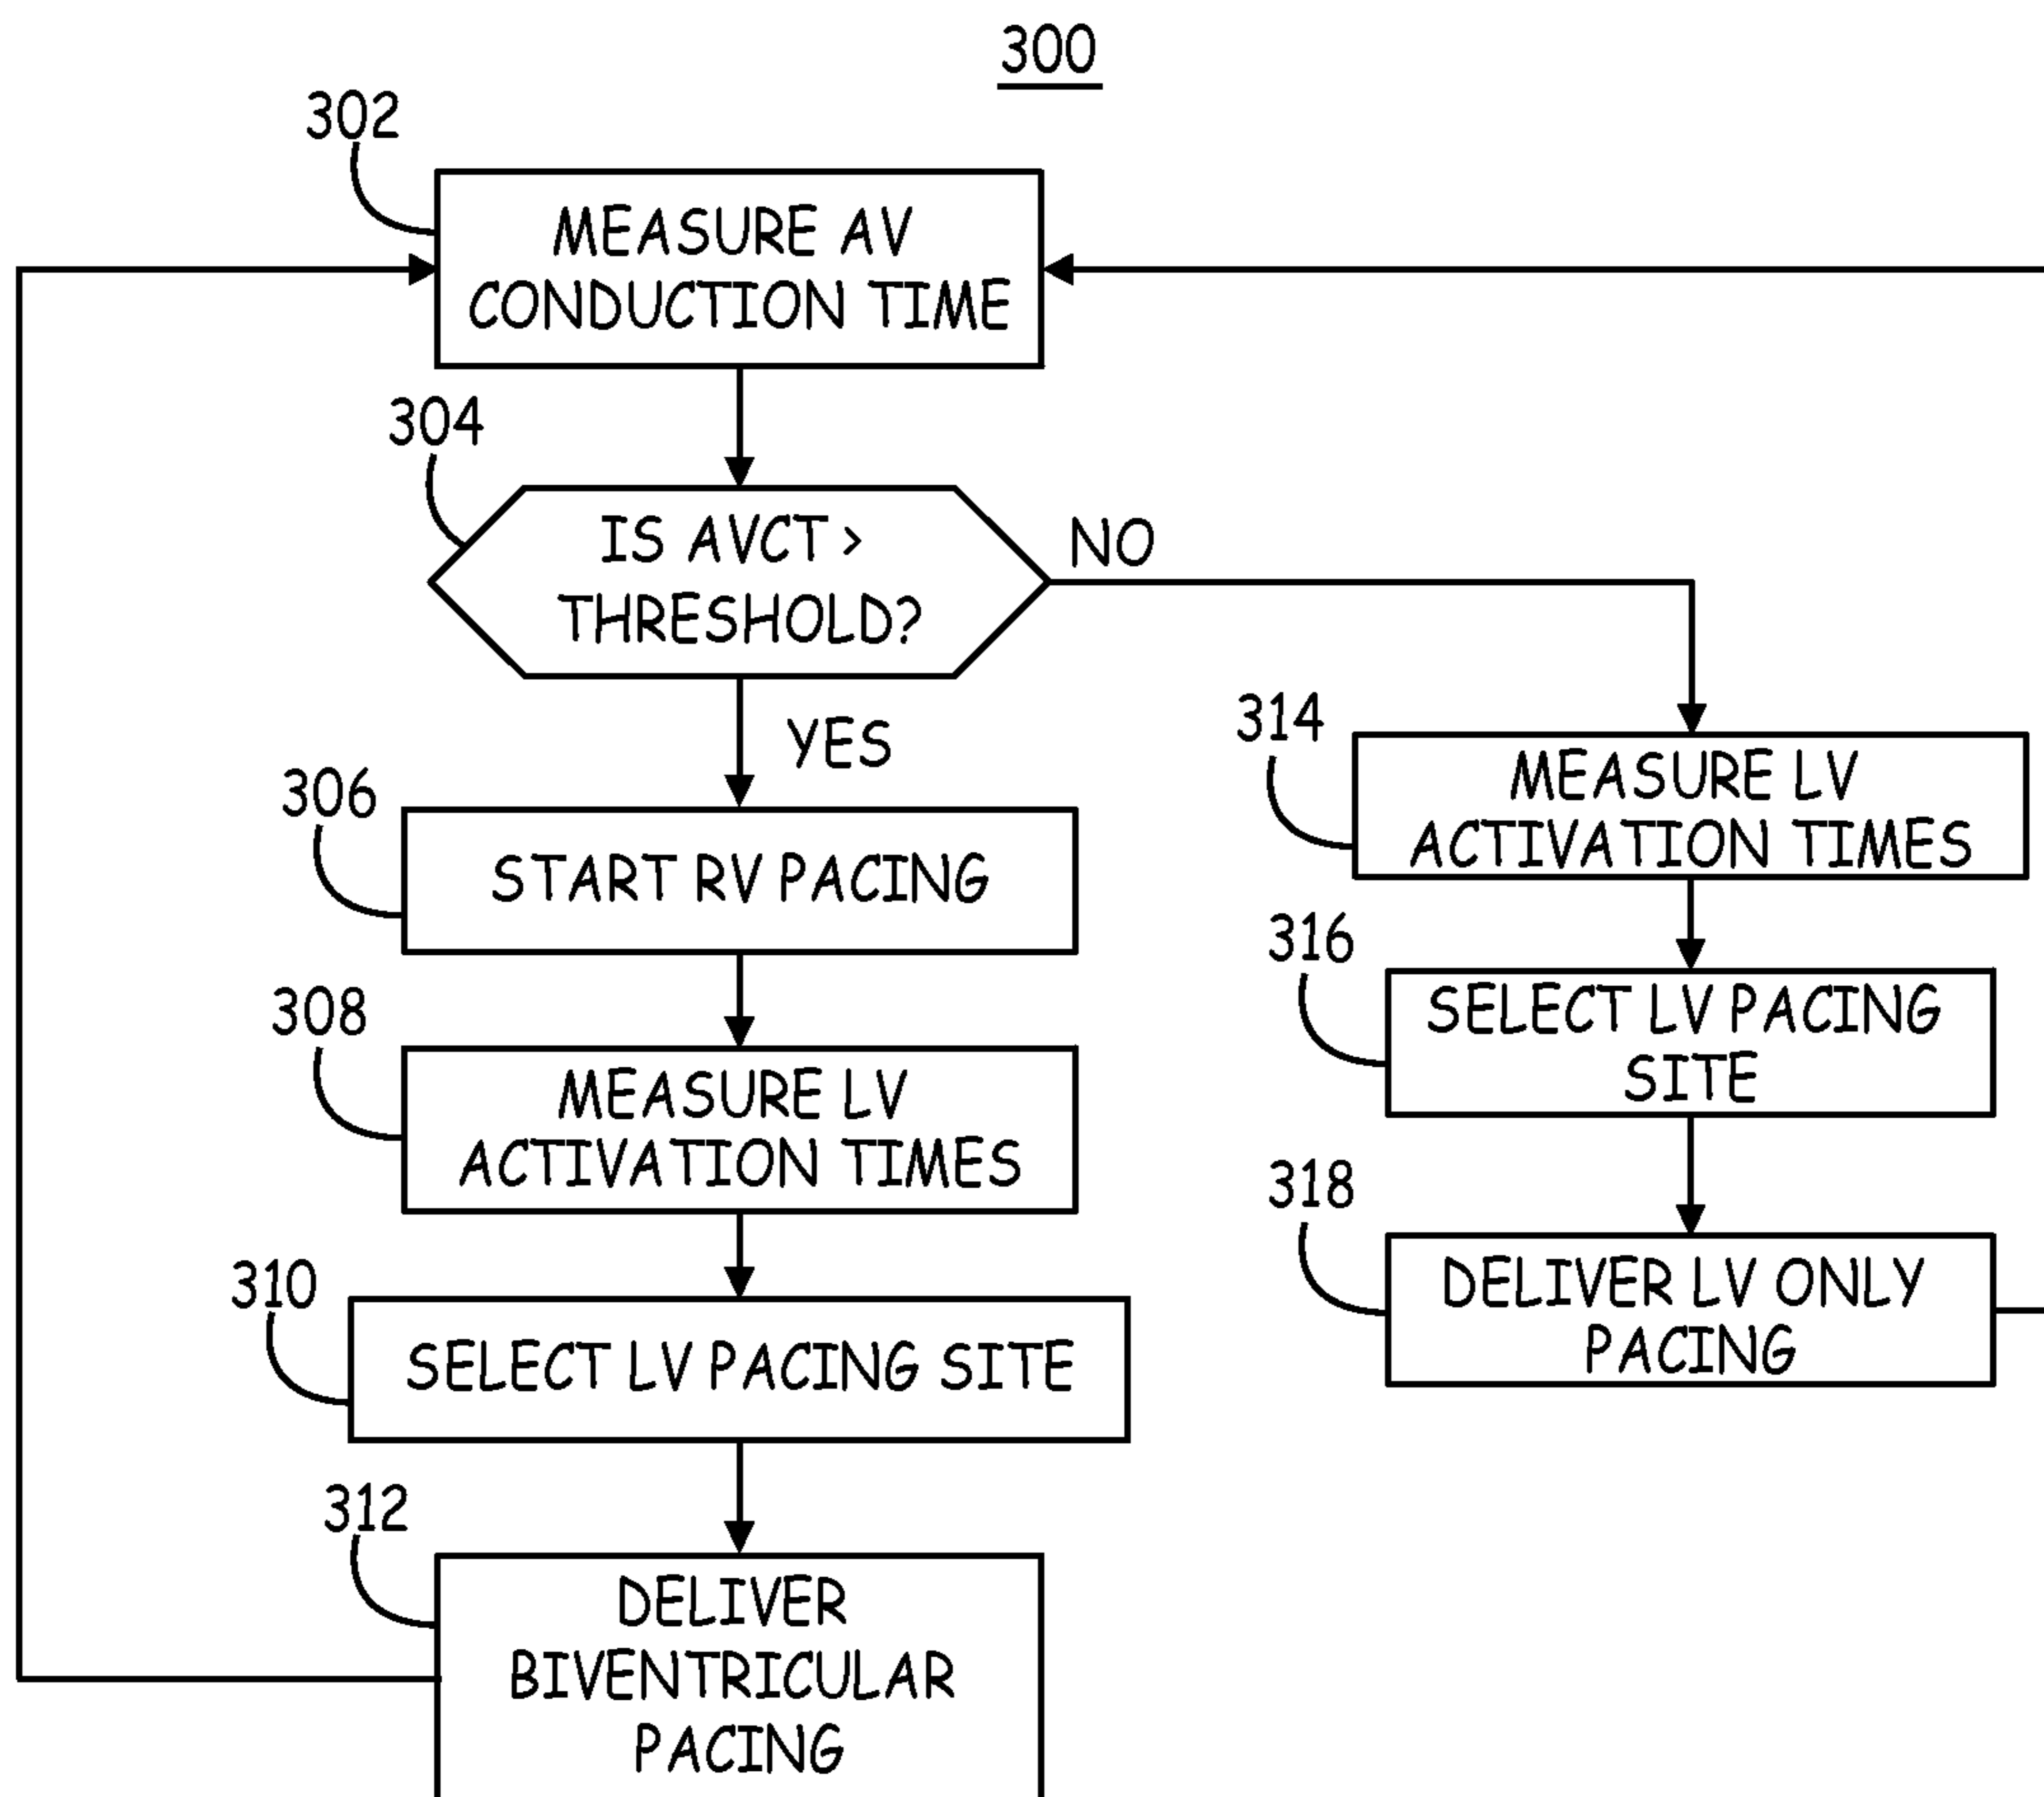 300
302
MEASURE AV
CONDUCTION TIME
304
IS AVCT >
THRESHOLD?
NO
YES
306
START RV PACING
308
MEASURE LV
ACTIVATION TIMES
310
SELECT LV PACING SITE
312
DELIVER
BIVENTRICULAR
PACING
314
MEASURE LV
ACTIVATION TIMES
316
SELECT LV PACING
SITE
318
DELIVER LV ONLY
PACING